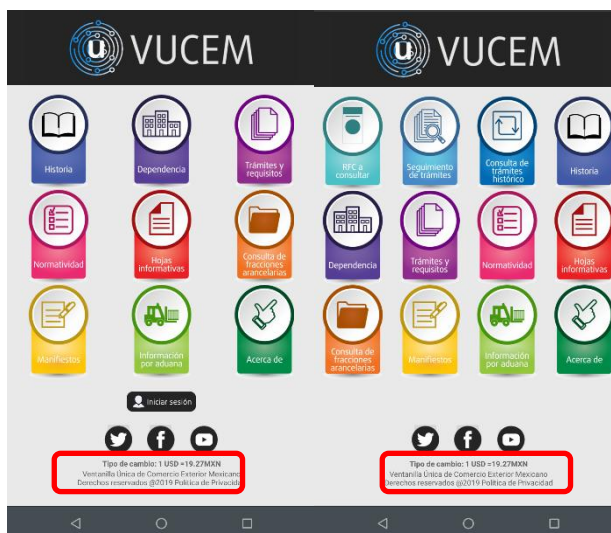 VUCEM
Historia
Dependencia
Trámites y
requisitos
Normatividad
Hojas
informativas
Consulta de
fracciones
arancelarias
Manifiestos
Información
por aduana
Acerca de
Iniciar sesión
Tipo de cambio: 1 USD =19.27MXN
Ventanilla Única de Comercio Exterior Mexicano
Derechos reservados @2019 Política de Privacida
VUCEM
RFC a
consultar
Seguimiento
de trámites
Consulta de
trámites
histórico
Historia
Dependencia
Trámites y
requisitos
Normatividad
Hojas
informativas
Consulta de
fracciones
arancelarias
Manifiestos
Información
por aduana
Acerca de
Tipo de cambio: 1 USD =19.27MXN
Ventanilla Única de Comercio Exterior Mexicano
Derechos reservados @2019 Política de Privacidad